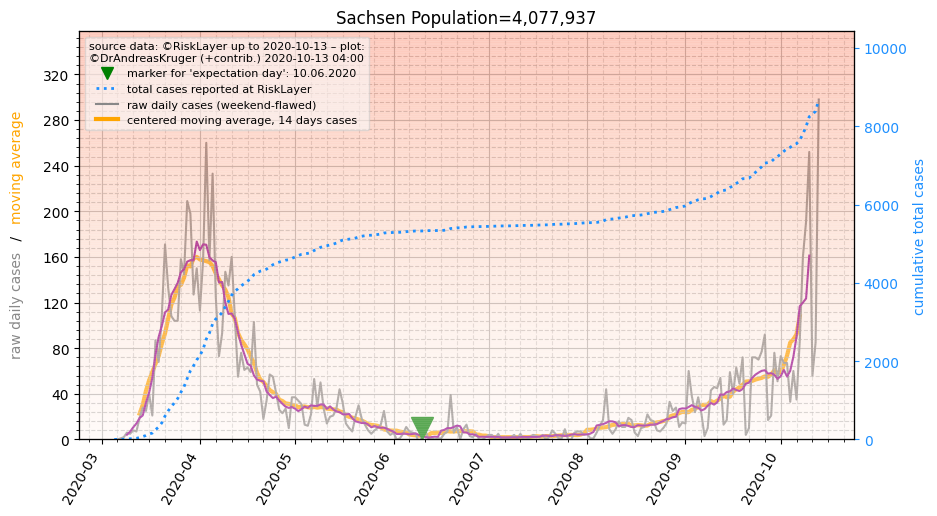 Sachsen Population=4,077,937
source data: ©RiskLayer up to 2020-10-13 – plot:
©DrAndreasKruger (+contrib.) 2020-10-13 04:00
marker for 'expectation day': 10.06.2020
total cases reported at RiskLayer
raw daily cases (weekend-flawed)
centered moving average, 14 days cases
raw daily cases / moving average
320
280
240
200
160
120
80
40
0
10000
8000
6000
4000
2000
0
cumulative total cases
2020-03
2020-04
2020-05
2020-06
2020-07
2020-08
2020-09
2020-10